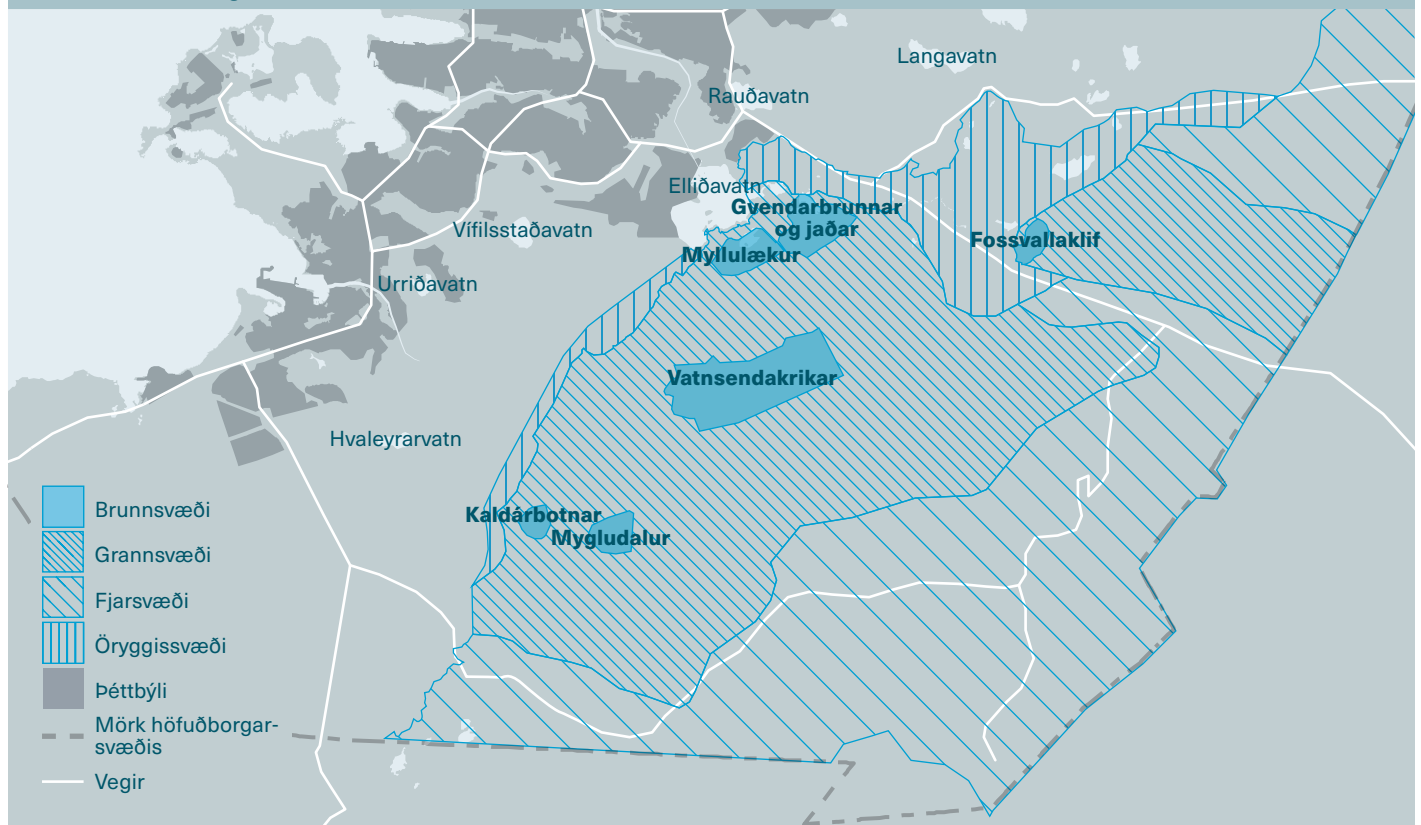 Langavatn
Rauðavatn
Elliðavatn
Gvendarbrunnar
og jaðar
Vífilsstaðavatn
Fossvallaklif
Myllulækur
Urriðavatn
Vatnsendakrikar
Hvaleyrarvatn
Kaldárbotnar
Mygludalur
Brunnsvæði
Grannsvæði
Fjarsvæði
Öryggissvæði
Þéttbýli
Mörk höfuðborgar-
svæðis
Vegir